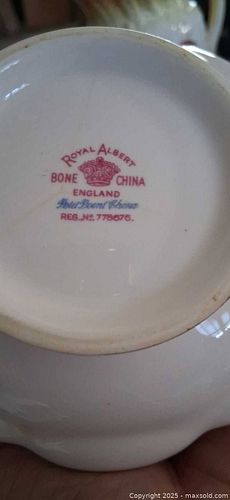 ROYAL ALBERT
BONE CHINA
ENGLAND
REG. No. 778676.
Copyright 2025 - maxsold.com